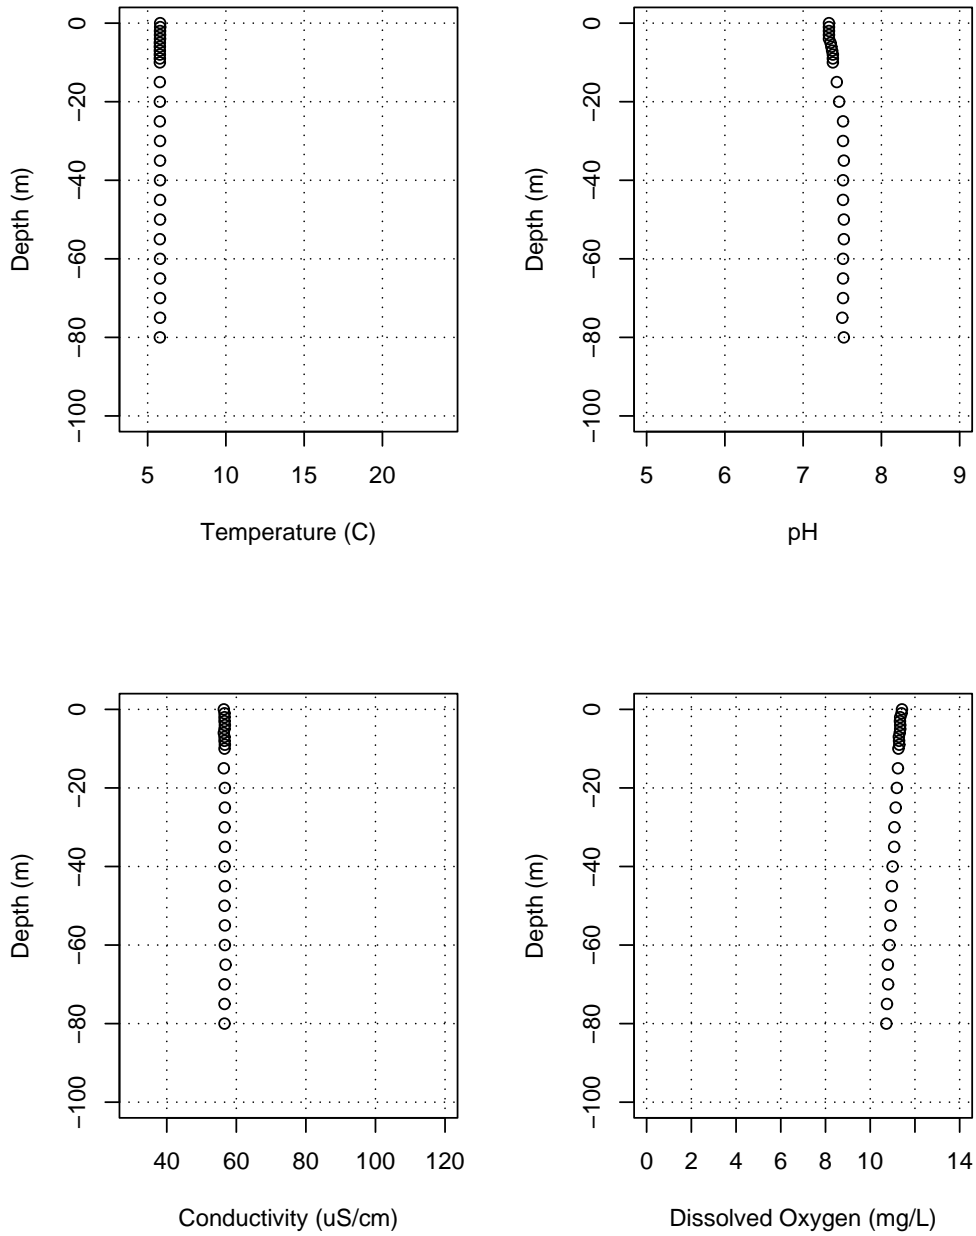 0
−20
−40
−60
−80
−100
Depth (m)
5 10 15 20
Temperature (C)
0
−20
−40
−60
−80
−100
Depth (m)
5 6 7 8 9
pH
0
−20
−40
−60
−80
−100
Depth (m)
40 60 80 100 120
Conductivity (uS/cm)
0
−20
−40
−60
−80
−100
Depth (m)
0 2 4 6 8 10 14
Dissolved Oxygen (mg/L)